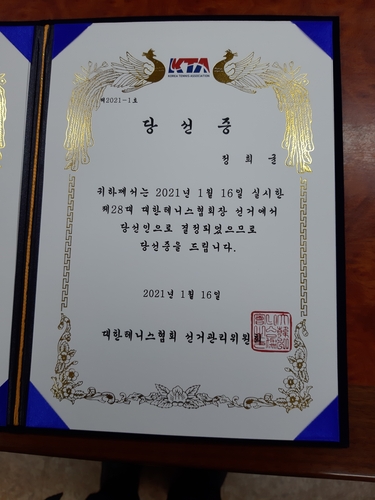 KTA
KOREA TENNIS ASSOCIATION
제2021-1호
당 선 증
정 희 균
귀하께서는 2021년 1월 16일 실시한
제28대 대한테니스협회장 선거에서
당선인으로 결정되었으므로
당선증을 드립니다.
2021년 1월 16일
대한테니스협회 선거관리위원회